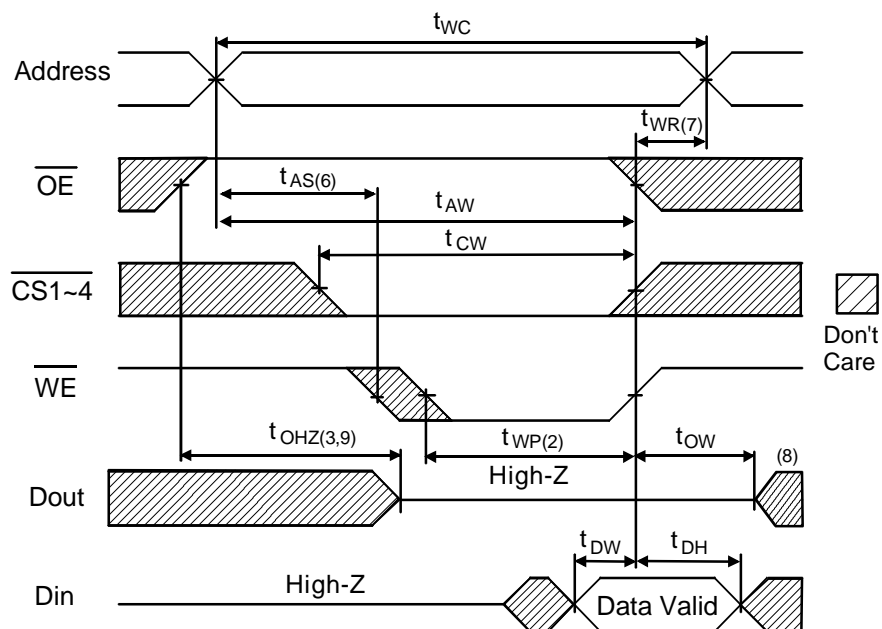 tWC
Address
tWR(7)
OE
tAS(6)
tAW
tCW
CS1~4
Don't
Care
WE
tOHZ(3,9)
tWP(2)
tOW
High-Z
(8)
Dout
tDW
tDH
High-Z
Din
Data Valid